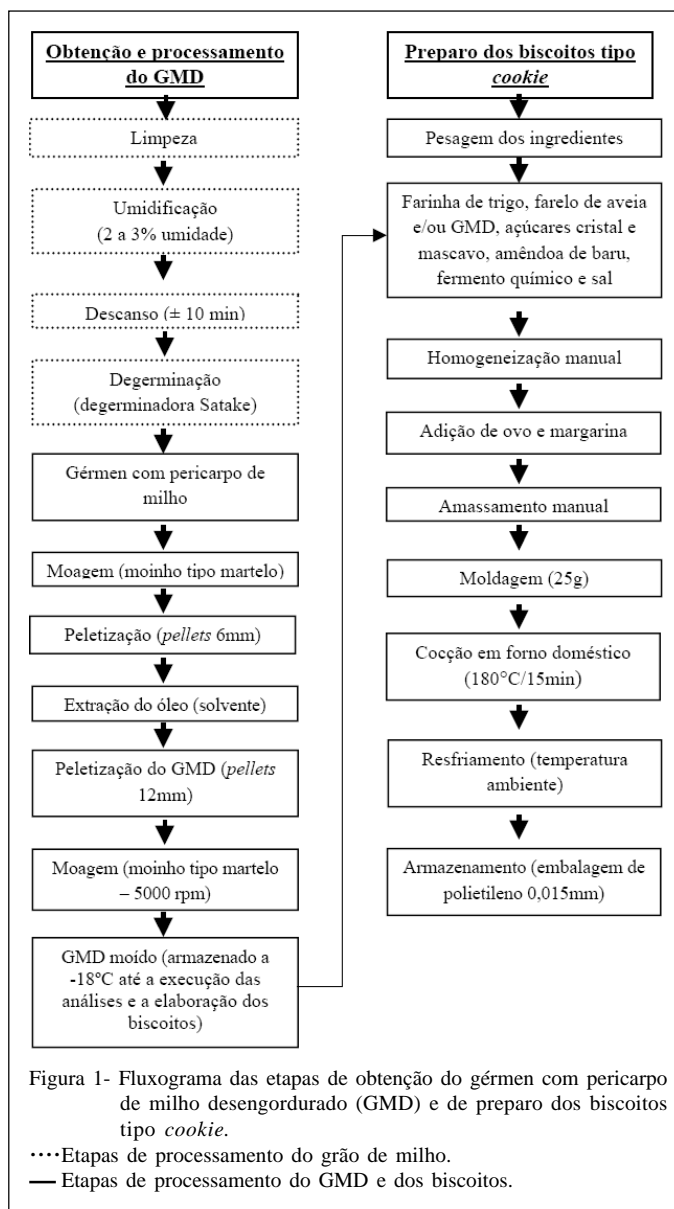 Obtenção e processamento
do GMD
Limpeza
Umidificação
(2 a 3% umidade)
Descanso (± 10 min)
Degerminação
(degerminadora Satake)
Gérmen com pericarpo de
milho
Moagem (moinho tipo martelo)
Peletização (pellets 6mm)
Extração do óleo (solvente)
Peletização do GMD (pellets
12mm)
Moagem (moinho tipo martelo
– 5000 rpm)
GMD moído (armazenado a
-18ºC até a execução das
análises e a elaboração dos
biscoitos)
Preparo dos biscoitos tipo
cookie
Pesagem dos ingredientes
Farinha de trigo, farelo de aveia
e/ou GMD, açúcares cristal e
mascavo, amêndoa de baru,
fermento químico e sal
Homogeneização manual
Adição de ovo e margarina
Amassamento manual
Moldagem (25g)
Cocção em forno doméstico
(180°C/15min)
Resfriamento (temperatura
ambiente)
Armazenamento (embalagem de
polietileno 0,015mm)
Figura 1- Fluxograma das etapas de obtenção do gérmen com pericarpo
de milho desengordurado (GMD) e de preparo dos biscoitos
tipo cookie.
····Etapas de processamento do grão de milho.
— Etapas de processamento do GMD e dos biscoitos.